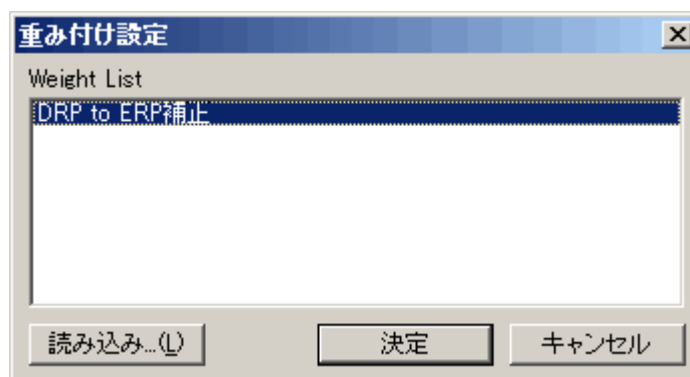 重み付け設定
Weight List
DRP to ERP補正
読み込み...(L)
決定
キャンセル